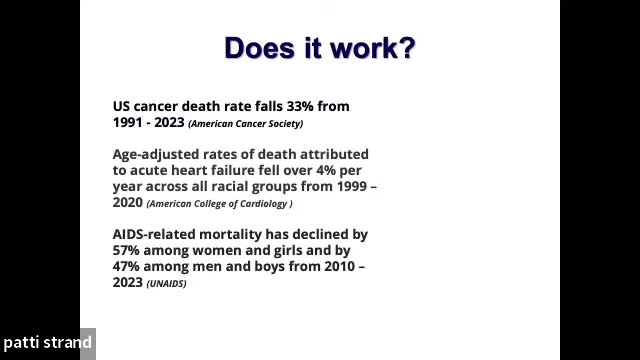 Does it work?
US cancer death rate falls 33% from
1991 - 2023 (American Cancer Society)
Age-adjusted rates of death attributed
to acute heart failure fell over 4% per
year across all racial groups from 1999 –
2020 (American College of Cardiology )
AIDS-related mortality has declined by
57% among women and girls and by
47% among men and boys from 2010 –
2023 (UNAIDS)
patti strand